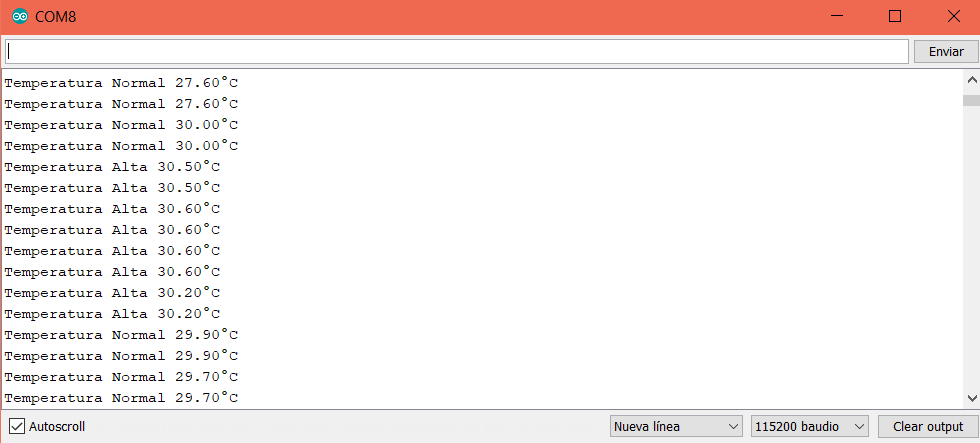 COM8
Enviar
Temperatura Normal 27.60°C
Temperatura Normal 27.60°C
Temperatura Normal 30.00°C
Temperatura Normal 30.00°C
Temperatura Alta 30.50°C
Temperatura Alta 30.50°C
Temperatura Alta 30.60°C
Temperatura Alta 30.60°C
Temperatura Alta 30.60°C
Temperatura Alta 30.60°C
Temperatura Alta 30.20°C
Temperatura Alta 30.20°C
Temperatura Normal 29.90°C
Temperatura Normal 29.90°C
Temperatura Normal 29.70°C
Temperatura Normal 29.70°C
Autoscroll Nueva línea 115200 baudio Clear output